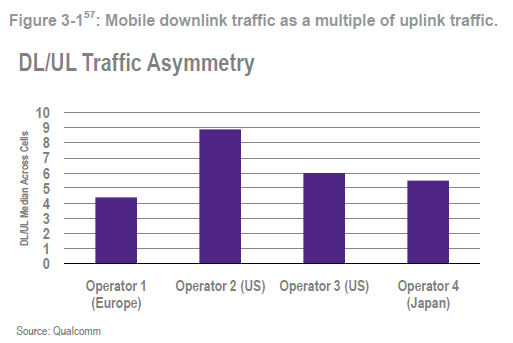 Figure 3-1⁵⁷: Mobile downlink traffic as a multiple of uplink traffic.
DL/UL Traffic Asymmetry
DL/UL Median Across Cells
10
9
8
7
6
5
4
3
2
1
0
Operator 1
(Europe)
Operator 2 (US)
Operator 3 (US)
Operator 4
(Japan)
Source: Qualcomm